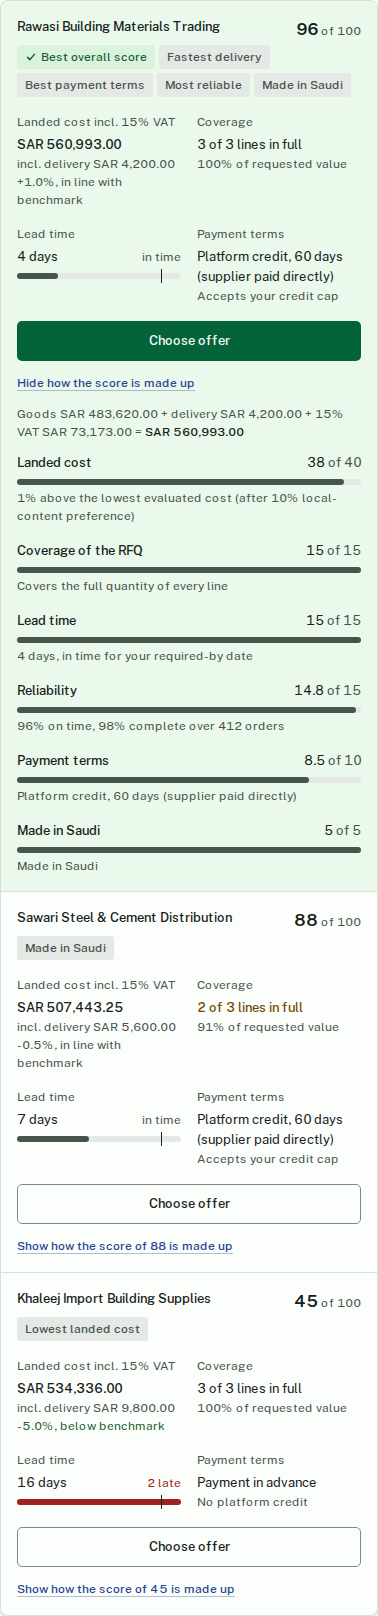 Rawasi Building Materials Trading
96 of 100
✓ Best overall score
Fastest delivery
Best payment terms
Most reliable
Made in Saudi
Landed cost incl. 15% VAT
SAR 560,993.00
incl. delivery SAR 4,200.00
+1.0%, in line with
benchmark
Coverage
3 of 3 lines in full
100% of requested value
Lead time
4 days
in time
Payment terms
Platform credit, 60 days
(supplier paid directly)
Accepts your credit cap
Choose offer
Hide how the score is made up
Goods SAR 483,620.00 + delivery SAR 4,200.00 + 15%
VAT SAR 73,173.00 = SAR 560,993.00
Landed cost
38 of 40
1% above the lowest evaluated cost (after 10% local-
content preference)
Coverage of the RFQ
15 of 15
Covers the full quantity of every line
Lead time
15 of 15
4 days, in time for your required-by date
Reliability
14.8 of 15
96% on time, 98% complete over 412 orders
Payment terms
8.5 of 10
Platform credit, 60 days (supplier paid directly)
Made in Saudi
5 of 5
Made in Saudi
Sawari Steel & Cement Distribution
88 of 100
Made in Saudi
Landed cost incl. 15% VAT
SAR 507,443.25
incl. delivery SAR 5,600.00
-0.5%, in line with
benchmark
Coverage
2 of 3 lines in full
91% of requested value
Lead time
7 days
in time
Payment terms
Platform credit, 60 days
(supplier paid directly)
Accepts your credit cap
Choose offer
Show how the score of 88 is made up
Khaleej Import Building Supplies
45 of 100
Lowest landed cost
Landed cost incl. 15% VAT
SAR 534,336.00
incl. delivery SAR 9,800.00
-5.0%, below benchmark
Coverage
3 of 3 lines in full
100% of requested value
Lead time
16 days
2 late
Payment terms
Payment in advance
No platform credit
Choose offer
Show how the score of 45 is made up